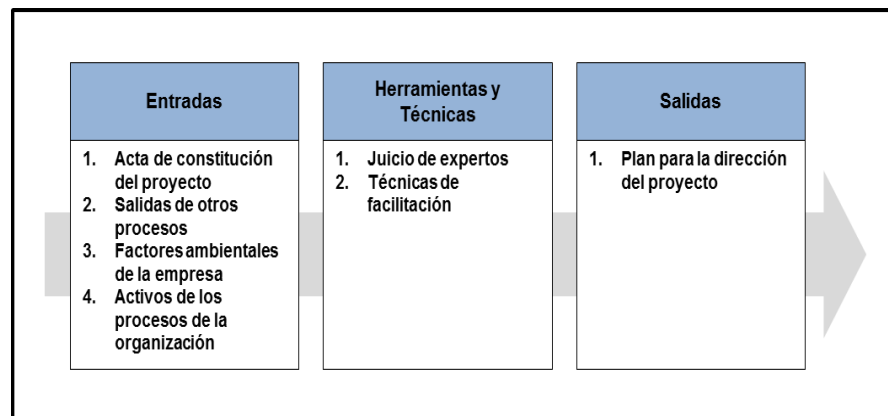 Entradas
1. Acta de constitución
del proyecto
2. Salidas de otros
procesos
3. Factores ambientales
de la empresa
4. Activos de los
procesos de la
organización
Herramientas y
Técnicas
1. Juicio de expertos
2. Técnicas de
facilitación
Salidas
1. Plan para la dirección
del proyecto